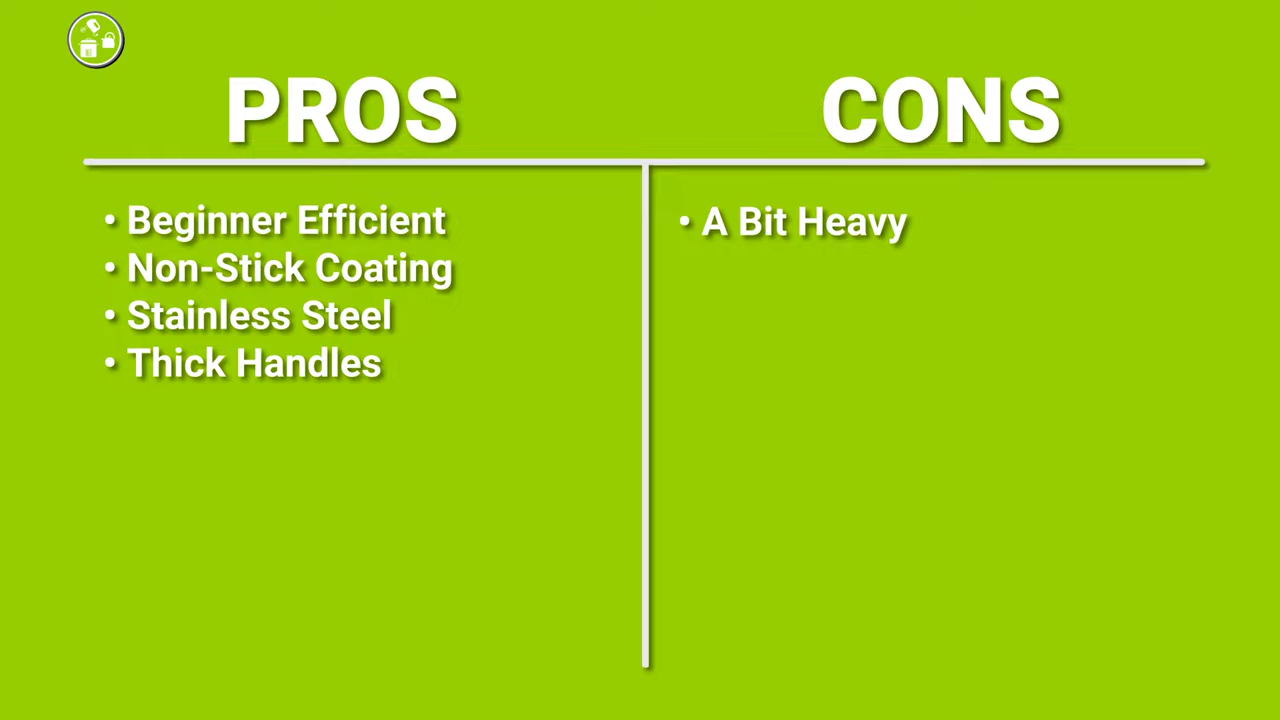 PROS
CONS
• Beginner Efficient
• Non-Stick Coating
• Stainless Steel
• Thick Handles
• A Bit Heavy